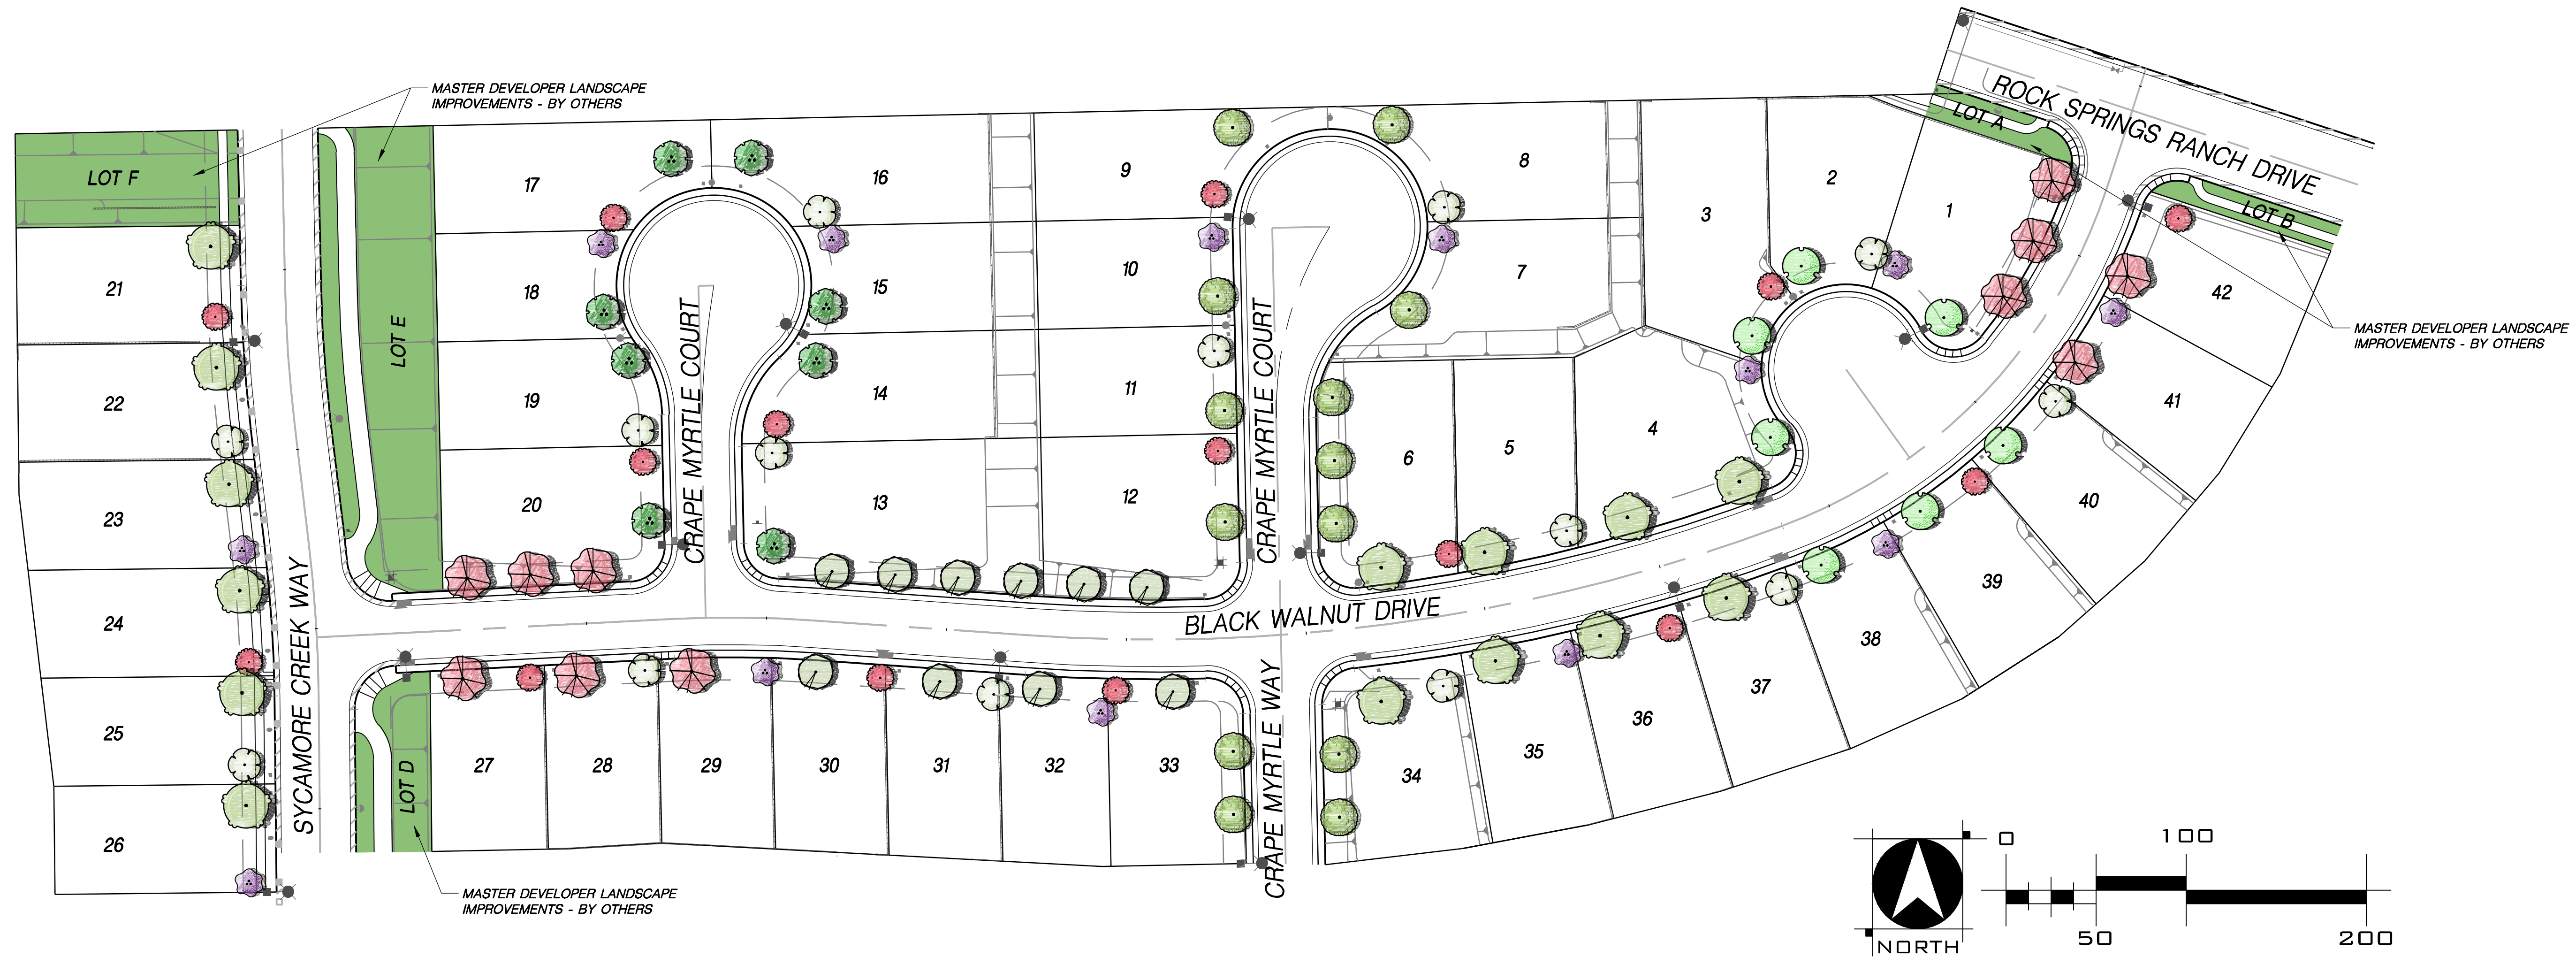 MASTER DEVELOPER LANDSCAPE
IMPROVEMENTS - BY OTHERS
ROCK SPRINGS RANCH DRIVE
LOT A
LOT B
LOT F
LOT E
17
16
9
8
3
2
1
42
21
18
15
10
7
41
22
19
14
11
6
5
4
40
23
20
13
12
39
24
38
25
27
28
29
30
31
32
33
34
35
36
37
26
CRAPE MYRTLE COURT
CRAPE MYRTLE COURT
MASTER DEVELOPER LANDSCAPE
IMPROVEMENTS - BY OTHERS
SYCAMORE CREEK WAY
BLACK WALNUT DRIVE
CRAPE MYRTLE WAY
LOT D
MASTER DEVELOPER LANDSCAPE
IMPROVEMENTS - BY OTHERS
0
100
50
200
NORTH